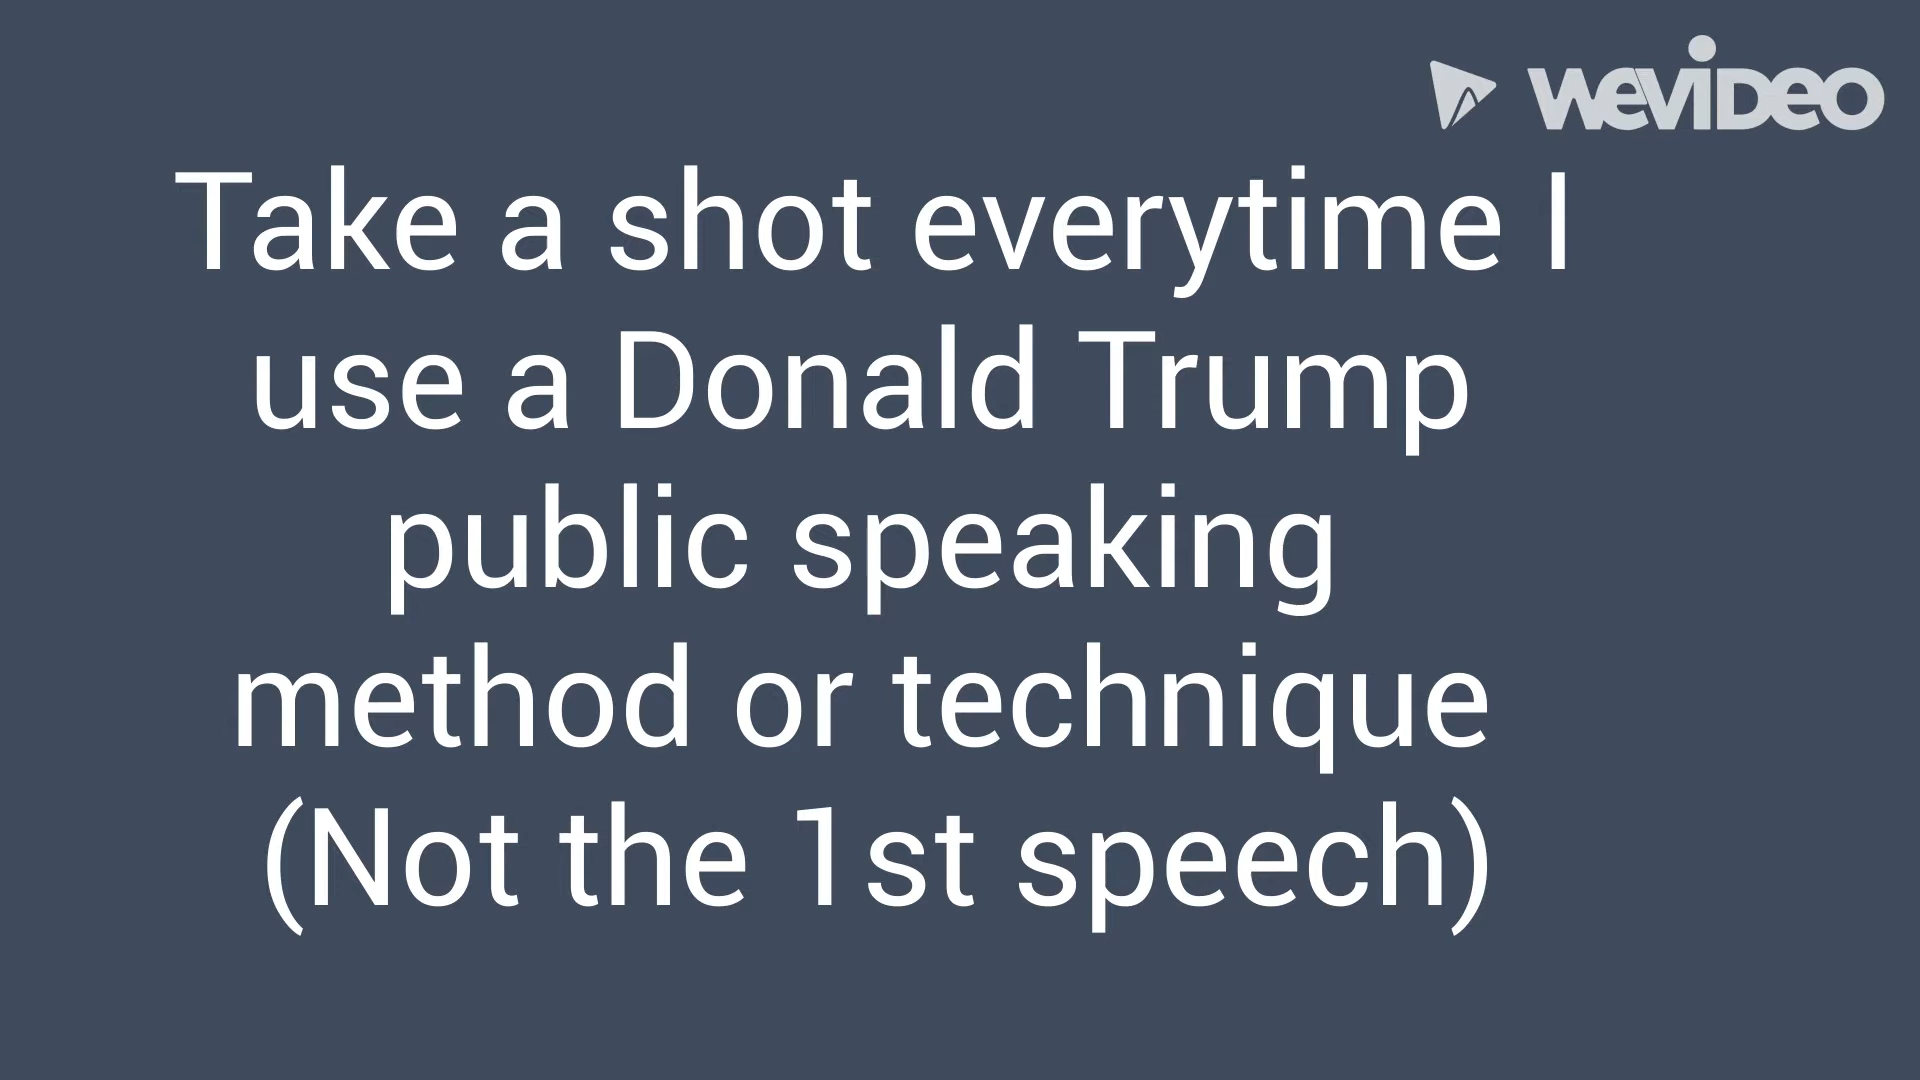 wevideo
Take a shot everytime I
use a Donald Trump
public speaking
method or technique
(Not the 1st speech)